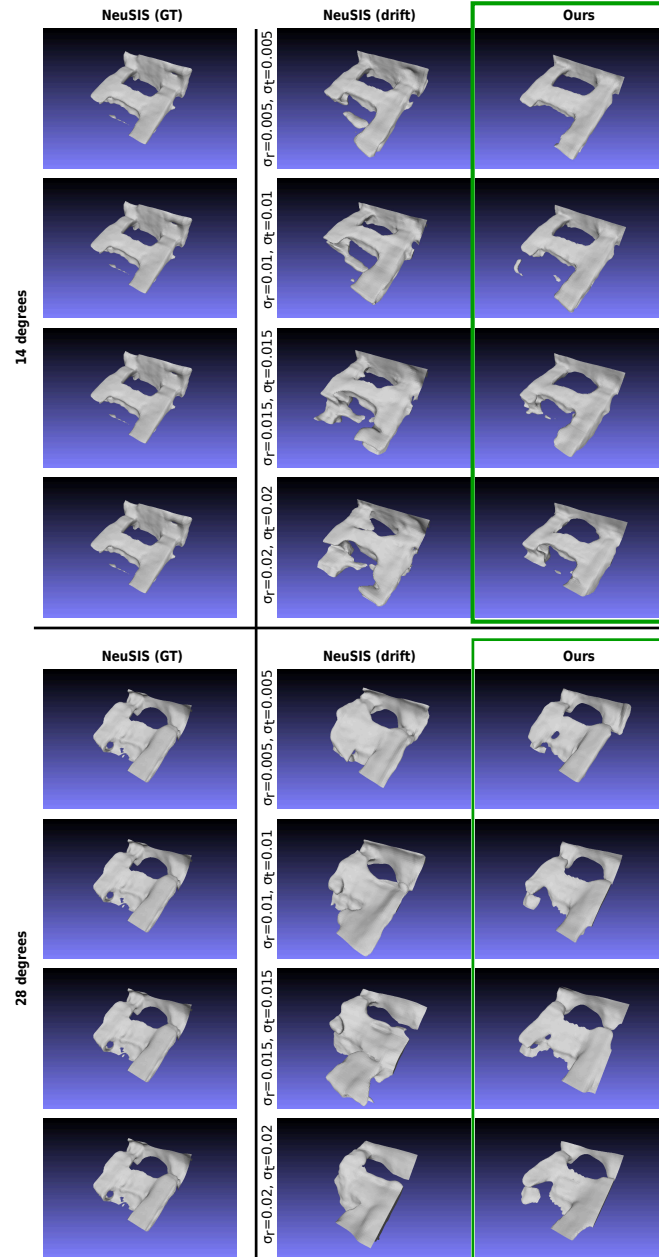 NeuSIS (GT) NeuSIS (drift) Ours
14 degrees
σr=0.005, σt=0.005
σr=0.01, σt=0.01
σr=0.015, σt=0.015
σr=0.02, σt=0.02
NeuSIS (GT) NeuSIS (drift) Ours
28 degrees
σr=0.005, σt=0.005
σr=0.01, σt=0.01
σr=0.015, σt=0.015
σr=0.02, σt=0.02